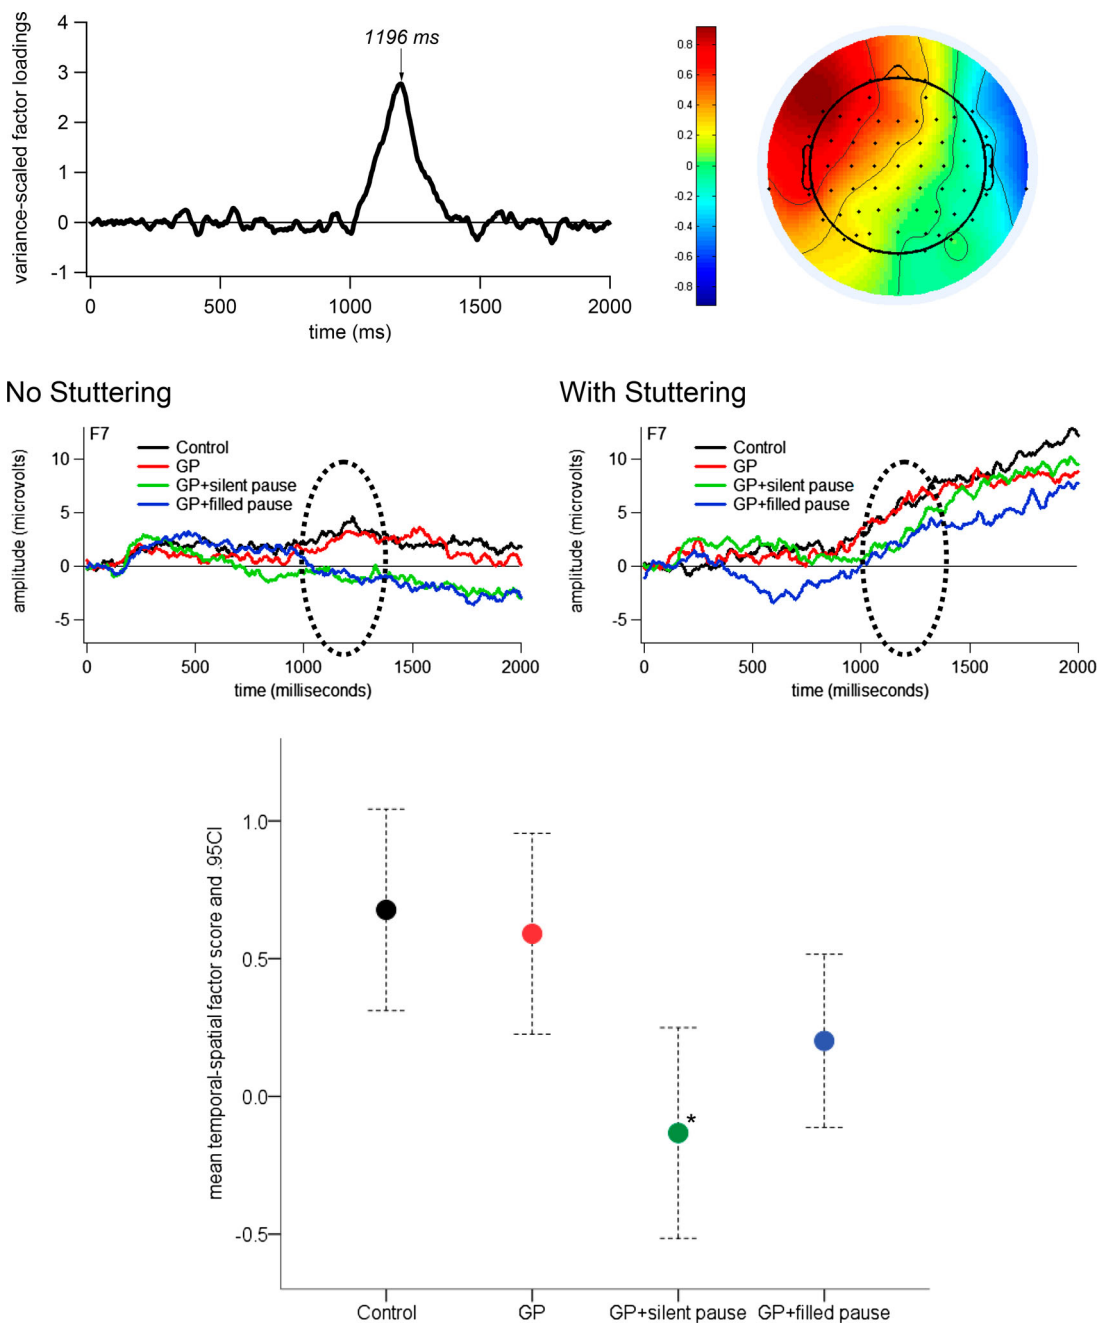 variance-scaled factor loadings
4
3
2
1
0
-1
1196 ms
0
500
1000
1500
2000
time (ms)
0.8
0.6
0.4
0.2
0
-0.2
-0.4
-0.6
-0.8
No Stuttering
F7
Control
GP
GP+silent pause
GP+filled pause
amplitude (microvolts)
10
5
0
-5
0
500
1000
1500
2000
time (milliseconds)
With Stuttering
F7
Control
GP
GP+silent pause
GP+filled pause
amplitude (microvolts)
10
5
0
-5
0
500
1000
1500
2000
time (milliseconds)
mean temporal-spatial factor score and .95CI
1.0
0.5
0.0
-0.5
*
Control
GP
GP+silent pause
GP+filled pause